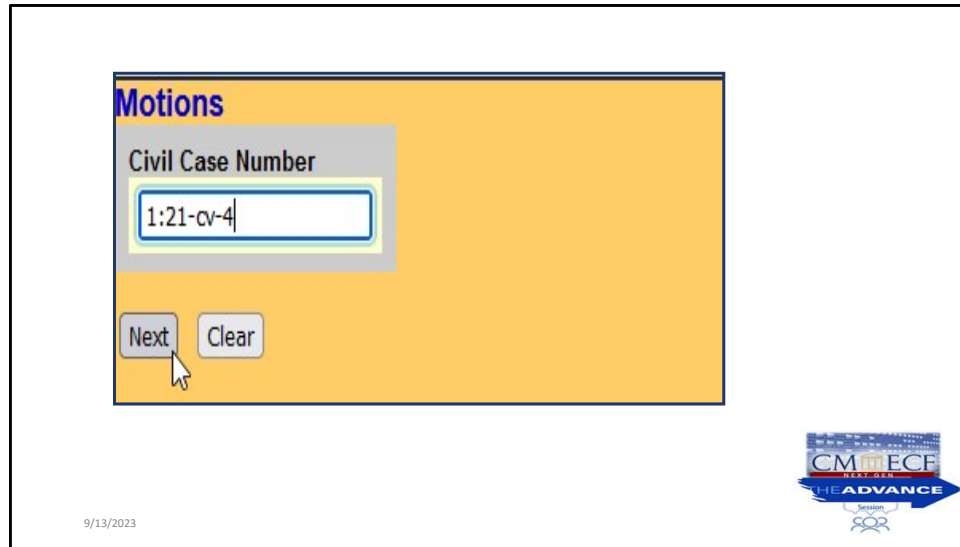 Motions
Civil Case Number
1:21-cv-4
Next Clear
CM ECF
NEXT GEN
THE ADVANCE
Session
9/13/2023